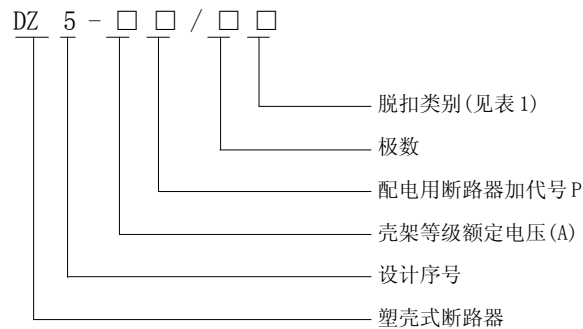 DZ 5-□□/□□
脱扣类别(见表1)
极数
配电用断路器加代号P
壳架等级额定电压(A)
设计序号
塑壳式断路器